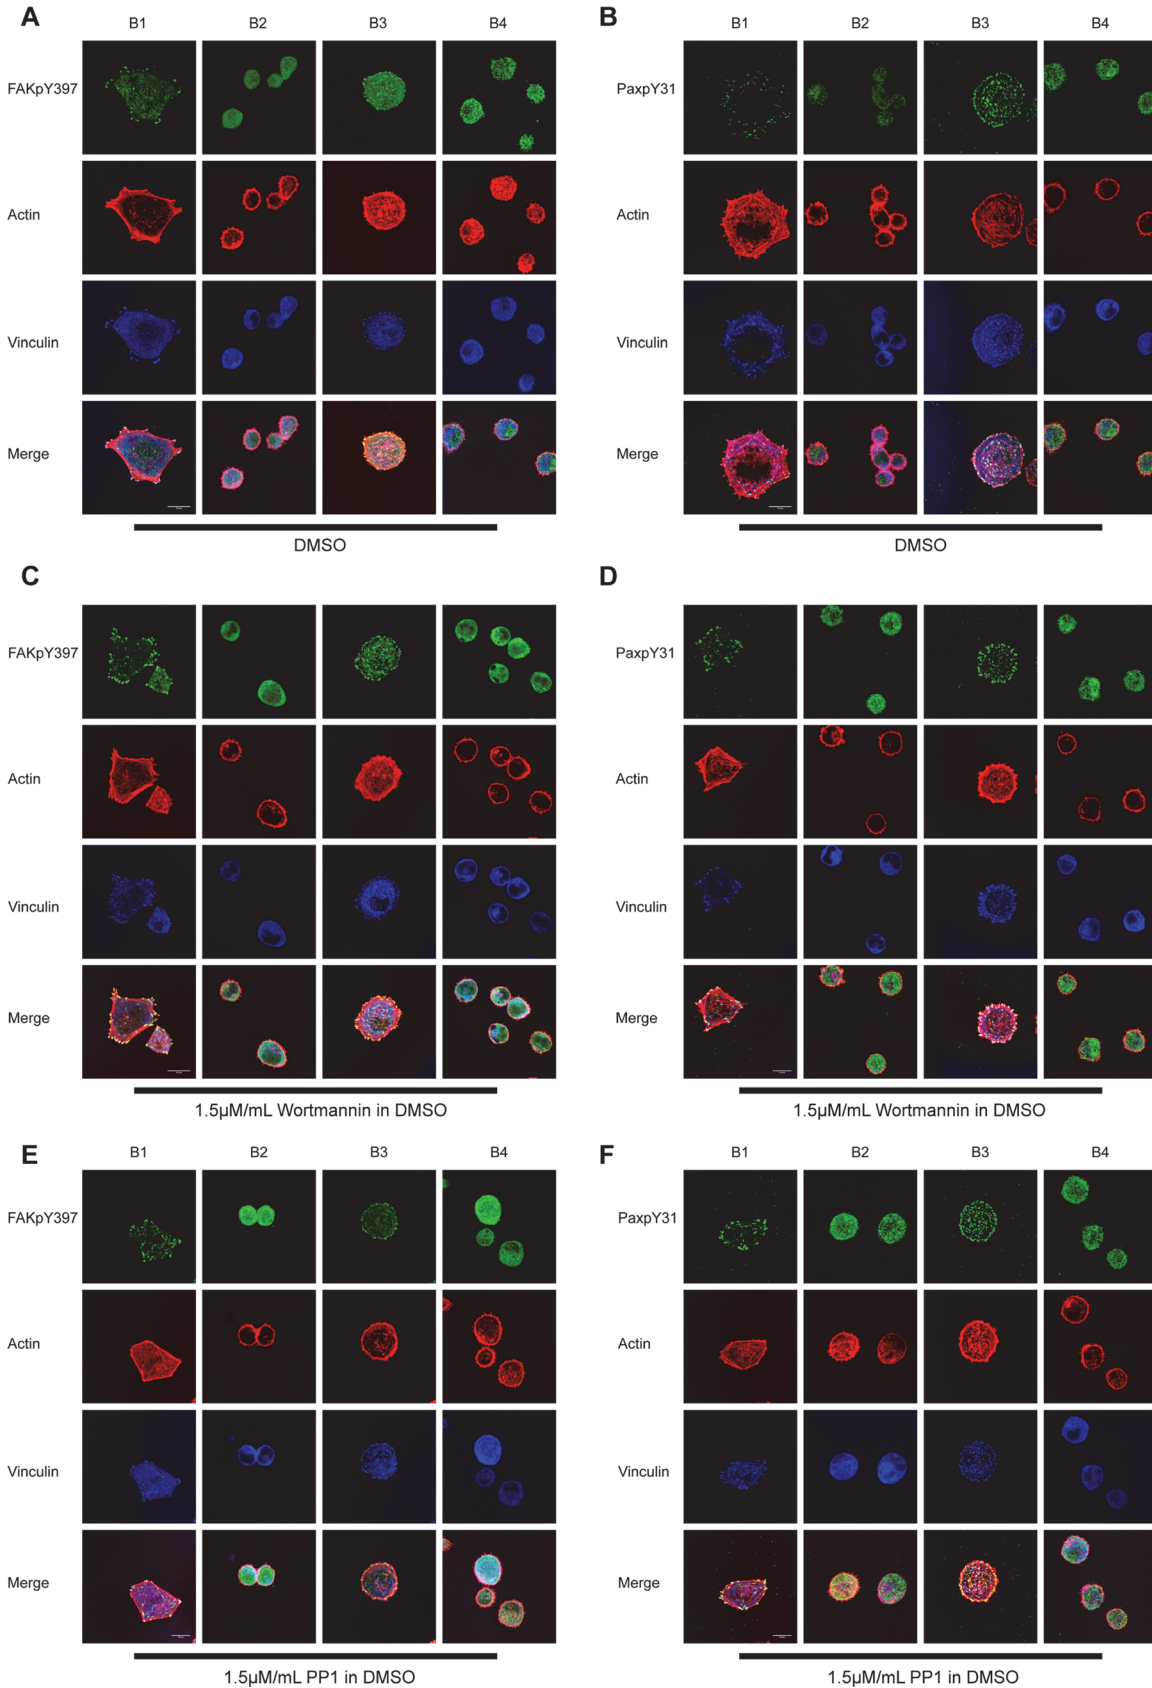 A
B
B1 B2 B3 B4
B1 B2 B3 B4
FAKpY397
PaxpY31
Actin
Actin
Vinculin
Vinculin
Merge
Merge
DMSO
DMSO
C
D
FAKpY397
PaxpY31
Actin
Actin
Vinculin
Vinculin
Merge
Merge
1.5µM/mL Wortmannin in DMSO
1.5µM/mL Wortmannin in DMSO
E
F
B1 B2 B3 B4
B1 B2 B3 B4
FAKpY397
PaxpY31
Actin
Actin
Vinculin
Vinculin
Merge
Merge
1.5µM/mL PP1 in DMSO
1.5µM/mL PP1 in DMSO